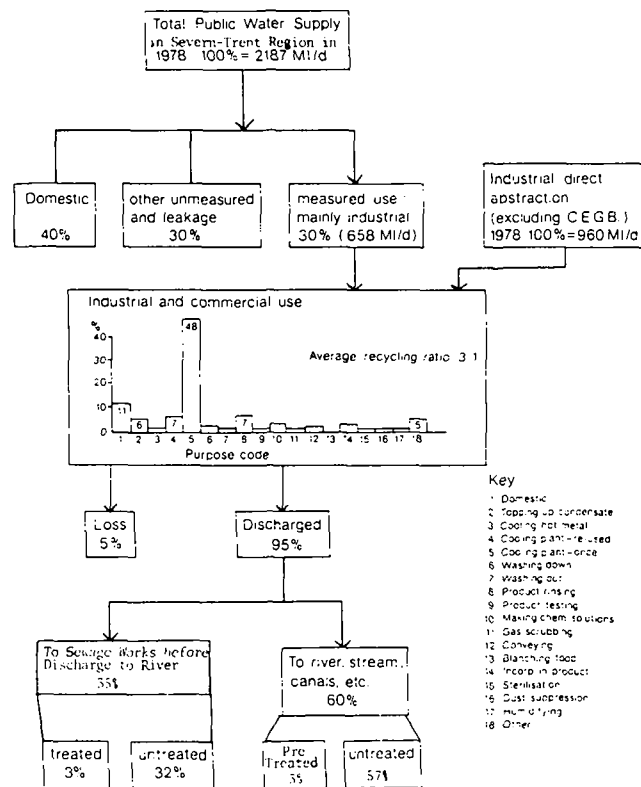 Total Public Water Supply
in Severn-Trent Region in
1978 100% = 2187 Ml/d
Domestic
40%
other unmeasured
and leakage
30%
measured use
mainly industrial
30% (658 Ml/d)
Industrial direct
abstraction
(excluding C.E.G.B.)
1978 100%=960 Ml/d
Industrial and commercial use
%
40
30
20
10
0
11
6
7
48
7
5
1 2 3 4 5 6 7 8 9 10 11 12 13 14 15 16 17 18
Purpose code
Average recycling ratio 3.1
Loss
5%
Discharged
95%
To Sewage Works before
Discharge to River
35%
To river, stream,
canals, etc.
60%
treated
3%
untreated
32%
Pre
Treated
untreated
57%
Key
1 Domestic
2 Topping up condensate
3 Cooling hot metal
4 Cooling plant-reused
5 Cooling plant-once
6 Washing down
7 Washing out
8 Product rinsing
9 Product testing
10 Making chem solutions
11 Gas scrubbing
12 Conveying
13 Blanching food
14 Incorp in product
15 Sterilisation
16 Dust suppression
17 Humidifying
18 Other